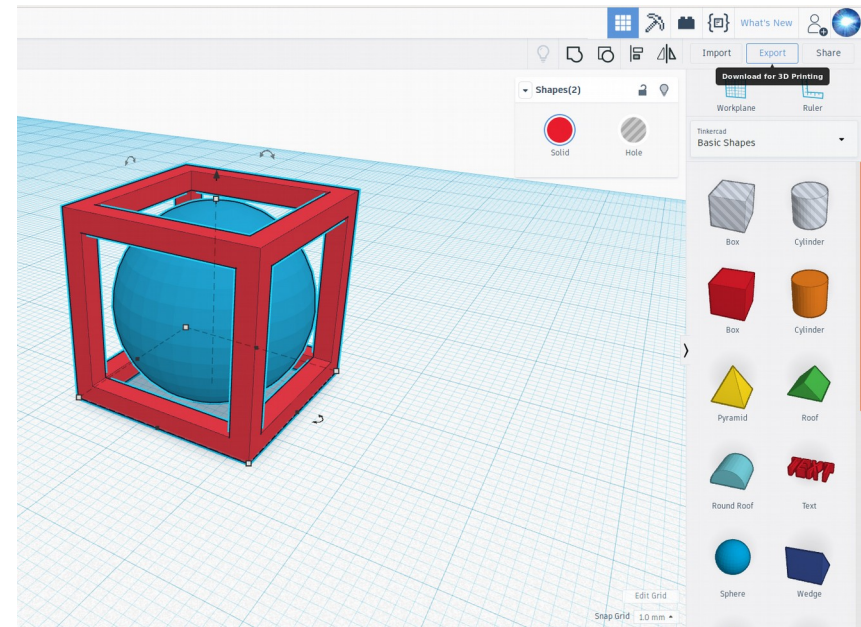 What's New
Import
Export
Share
Download for 3D Printing
Shapes(2)
Solid
Hole
Workplane
Ruler
Tinkercad
Basic Shapes
Box
Cylinder
Box
Cylinder
Pyramid
Roof
Round Roof
Text
TEXT
Sphere
Wedge
Edit Grid
Snap Grid 1.0 mm